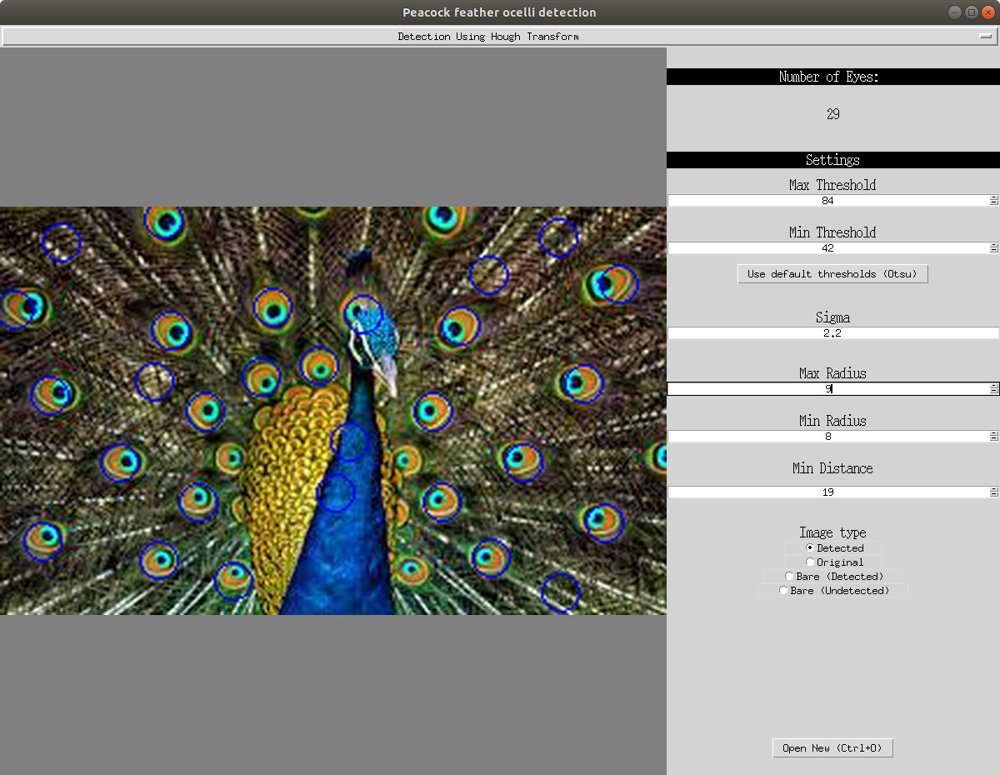 Peacock feather ocelli detection
Detection Using Hough Transform
Number of Eyes:
29
Settings
Max Threshold
84
Min Threshold
42
Use default thresholds (Otsu)
Sigma
2.2
Max Radius
9
Min Radius
8
Min Distance
19
Image type
Detected
Original
Bare (Detected)
Bare (Undetected)
Open New (Ctrl+O)